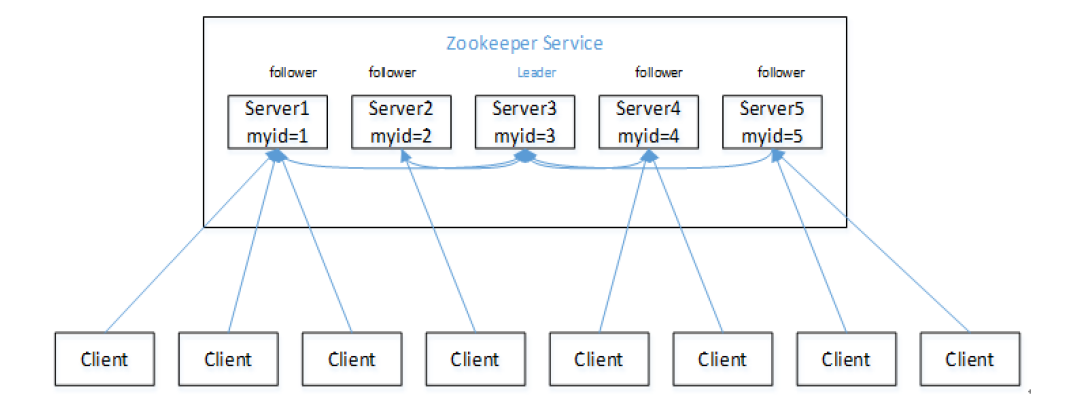 Zookeeper Service
follower follower Leader follower follower
Server1 Server2 Server3 Server4 Server5
myid=1 myid=2 myid=3 myid=4 myid=5
Client Client Client Client Client Client Client Client